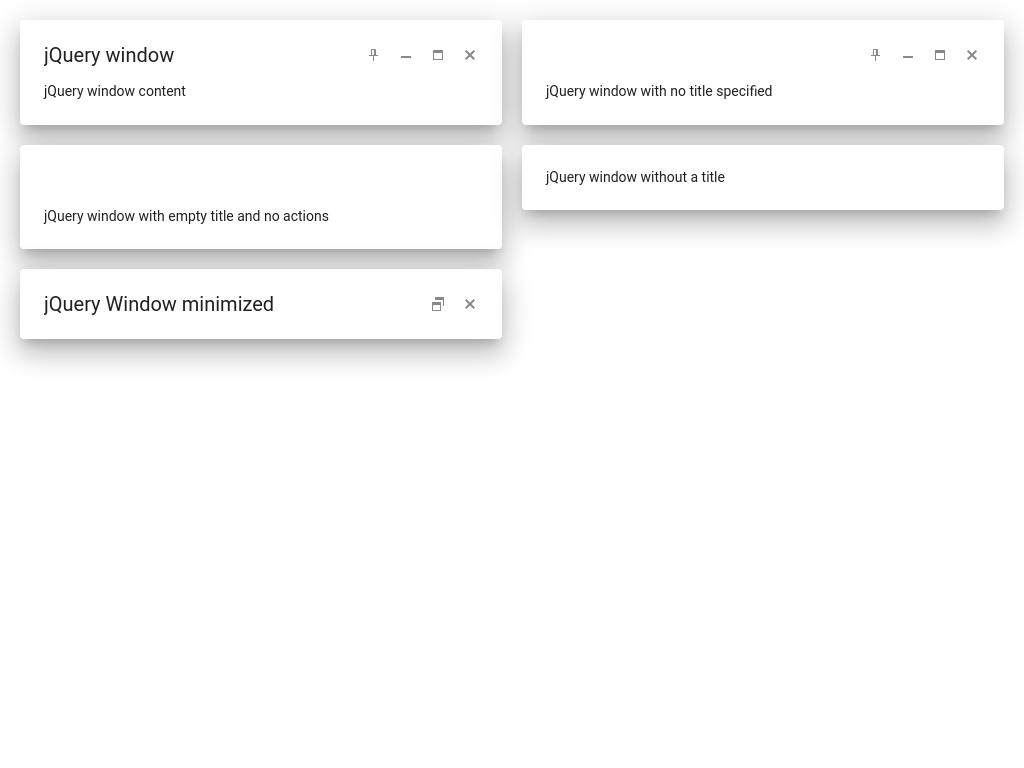 jQuery window
jQuery window content
jQuery window with no title specified
jQuery window with empty title and no actions
jQuery window without a title
jQuery Window minimized